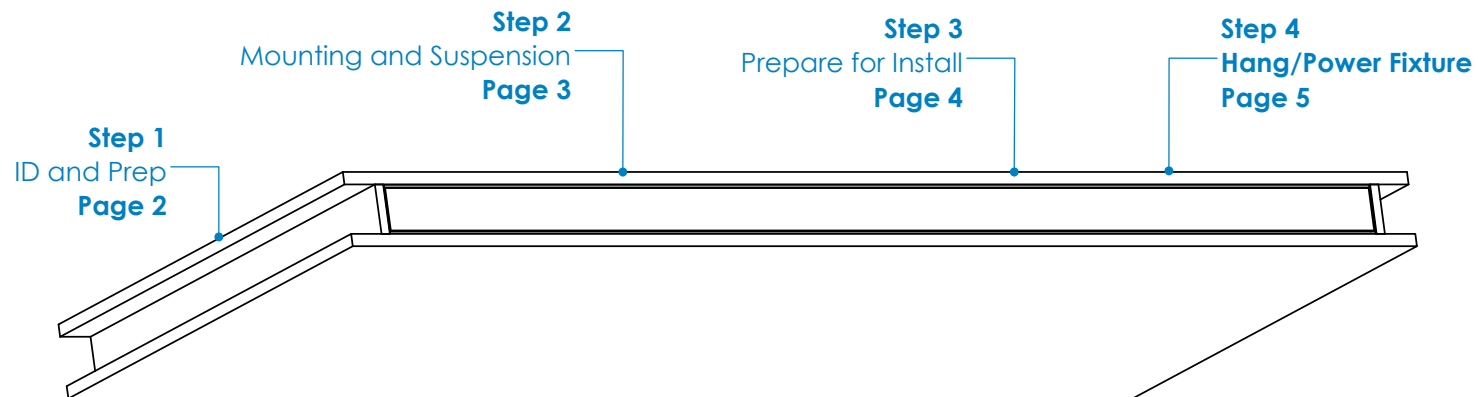 Step 1
ID and Prep
Page 2
Step 2
Mounting and Suspension
Page 3
Step 3
Prepare for Install
Page 4
Step 4
Hang/Power Fixture
Page 5